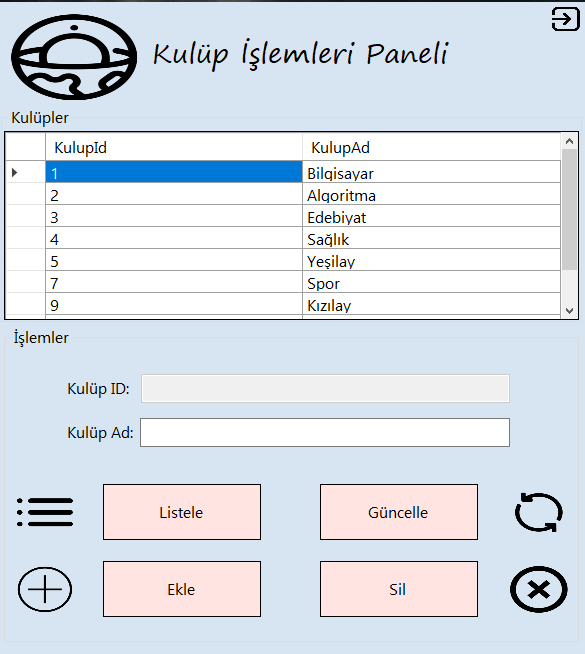 Kulüp İşlemleri Paneli
Kulüpler
KulupId KulupAd
1 Bilgisayar
2 Algoritma
3 Edebiyat
4 Sağlık
5 Yeşilay
7 Spor
9 Kızılay
İşlemler
Kulüp ID:
Kulüp Ad:
Listele Güncelle
Ekle Sil